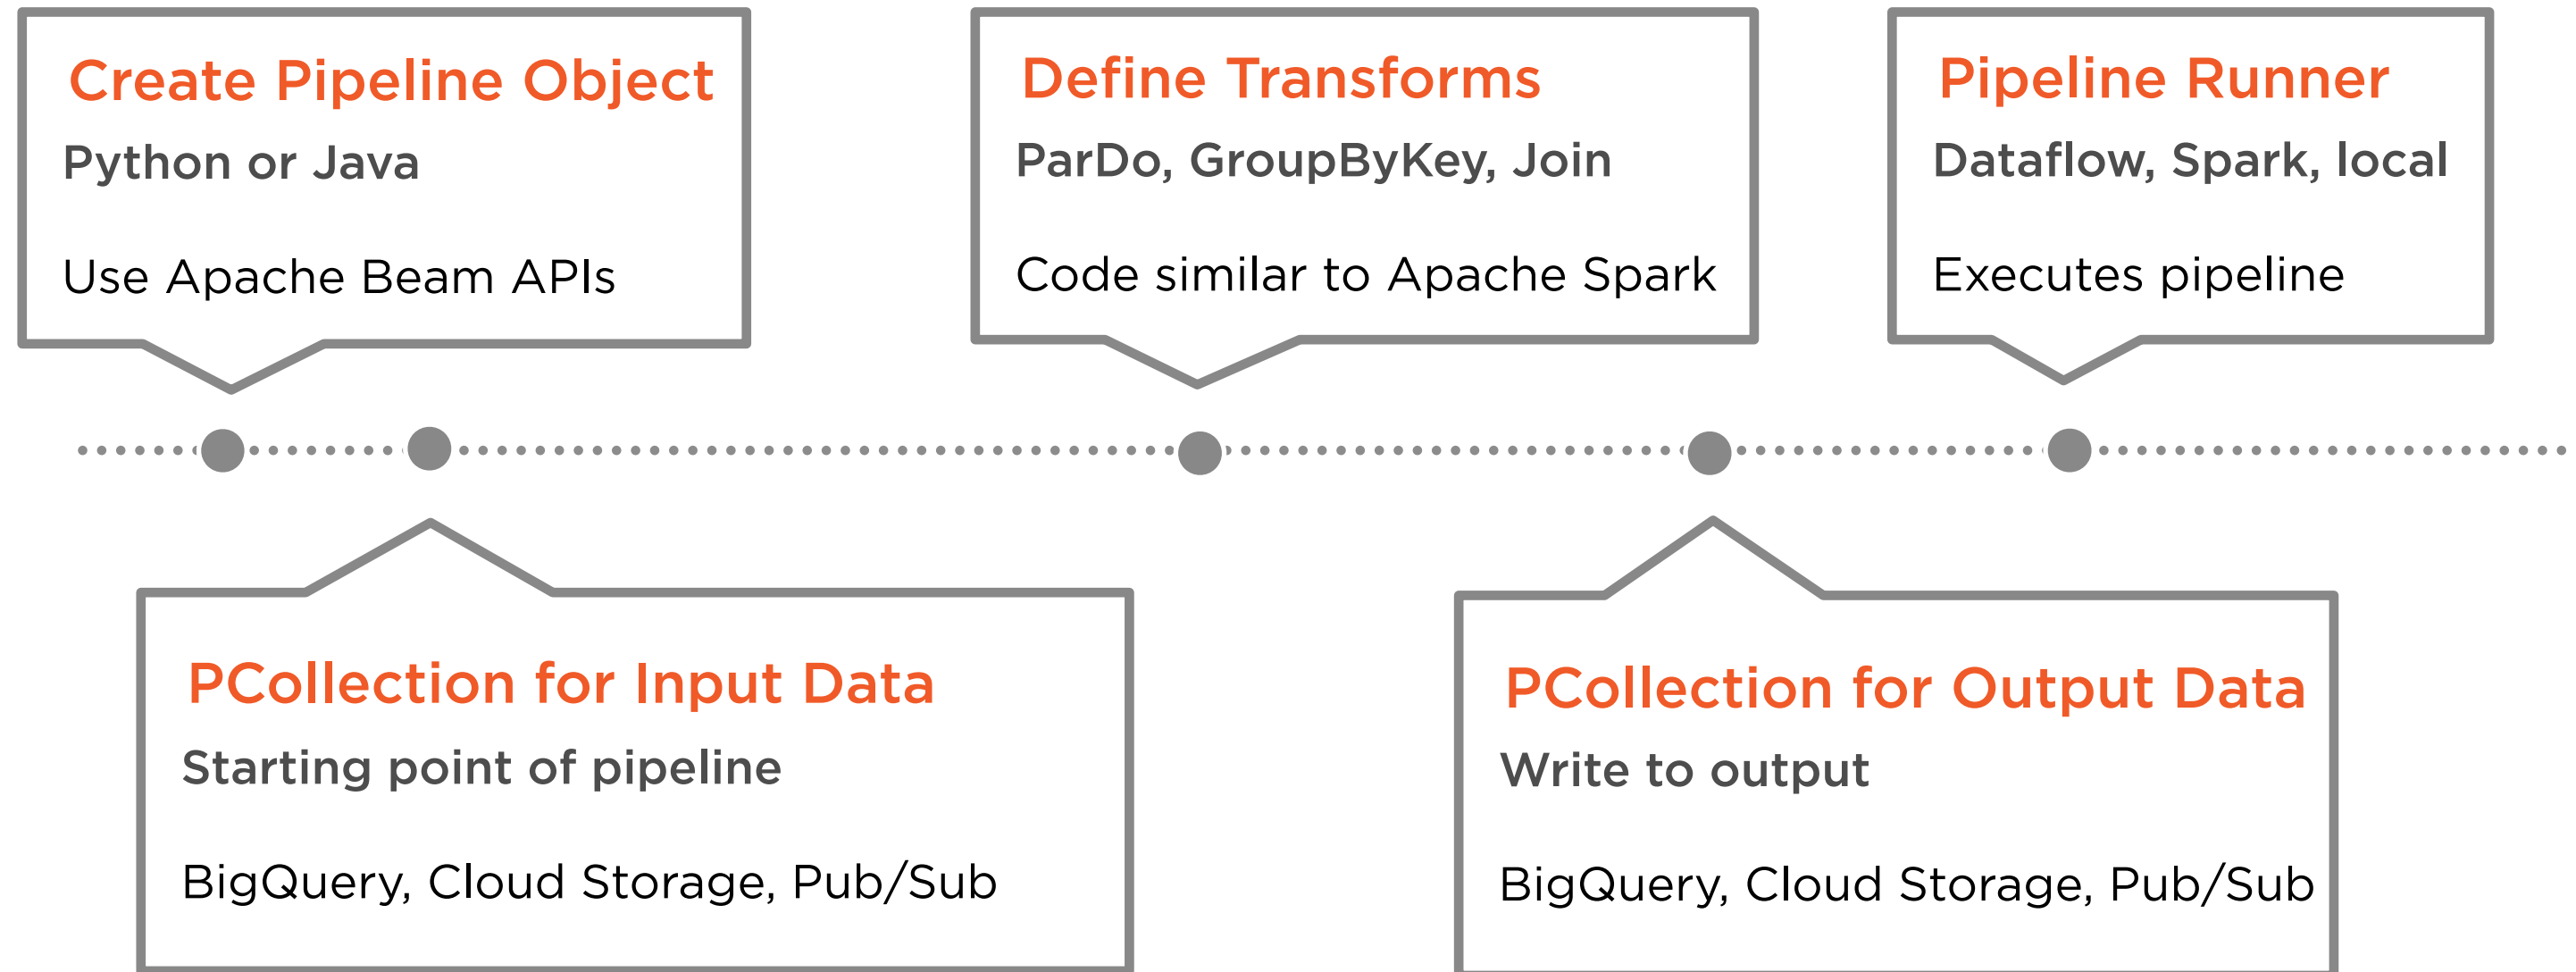 Create Pipeline Object
Python or Java
Use Apache Beam APIs
Define Transforms
ParDo, GroupByKey, Join
Code similar to Apache Spark
Pipeline Runner
Dataflow, Spark, local
Executes pipeline
PCollection for Input Data
Starting point of pipeline
BigQuery, Cloud Storage, Pub/Sub
PCollection for Output Data
Write to output
BigQuery, Cloud Storage, Pub/Sub